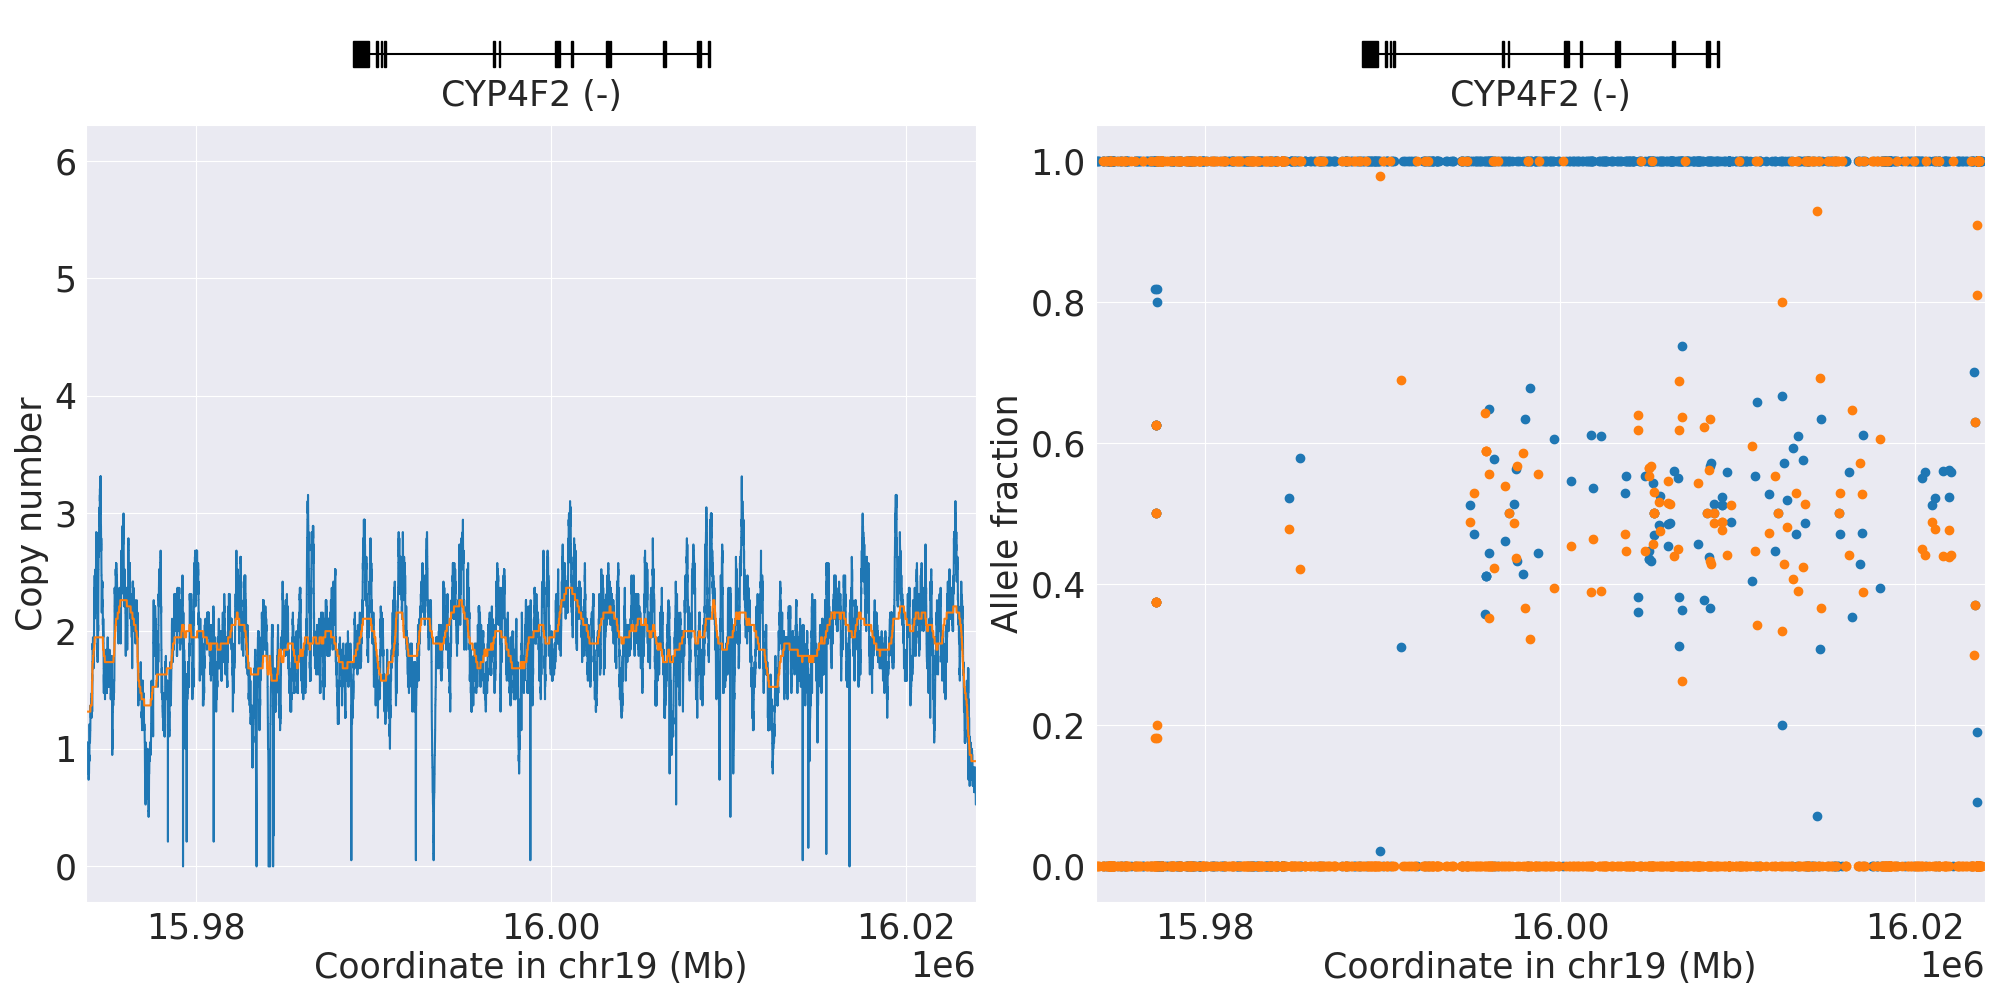 CYP4F2 (-)
6
5
4
3
2
1
0
Copy number
15.98
16.00
16.02
Coordinate in chr19 (Mb)
1e6
CYP4F2 (-)
1.0
0.8
0.6
0.4
0.2
0.0
Allele fraction
15.98
16.00
16.02
Coordinate in chr19 (Mb)
1e6